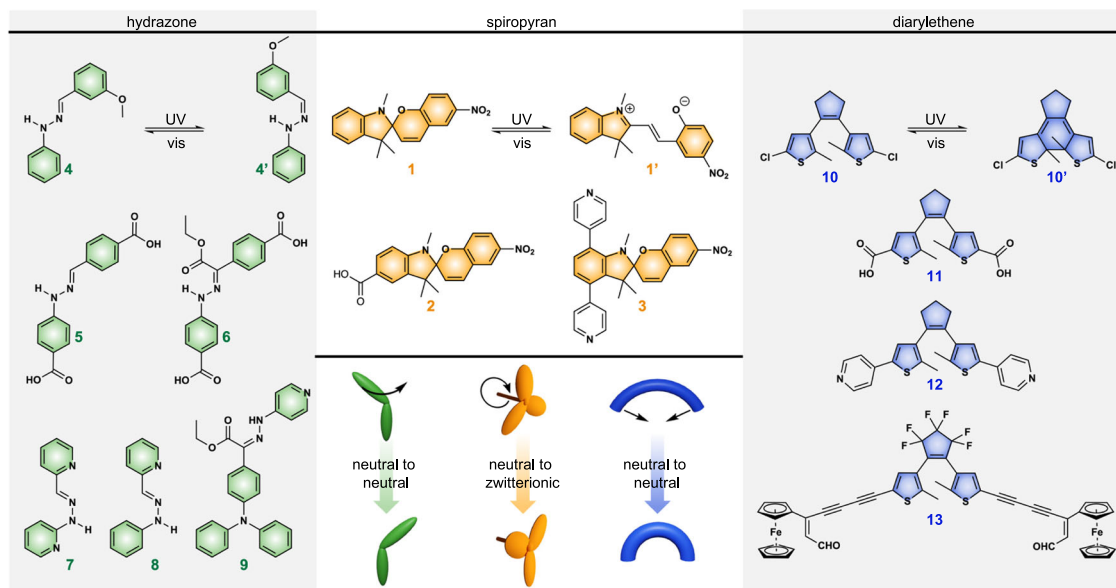 hydrazone
spiropyran
diarylethene
O
N
H
N
UV
vis
O
N
H
N
4
4'
N
O
NO2
UV
vis
N
⊕
O
⊖
NO2
1
1'
Cl
S
S
Cl
UV
vis
Cl
S
S
Cl
10
10'
O
OH
H
N
N
5
HO
O
O
O
O
OH
H
N
N
6
HO
O
HO
O
N
O
NO2
2
N
N
O
NO2
3
N
O
HO
S
S
O
OH
11
N
S
S
N
12
N
N
N
H
N
7
N
N
N
H
8
N
HN
N
O
O
N
9
neutral to
neutral
neutral to
zwitterionic
neutral to
neutral
F
F
F
F
F
F
S
S
13
Fe
CHO
OHC
Fe